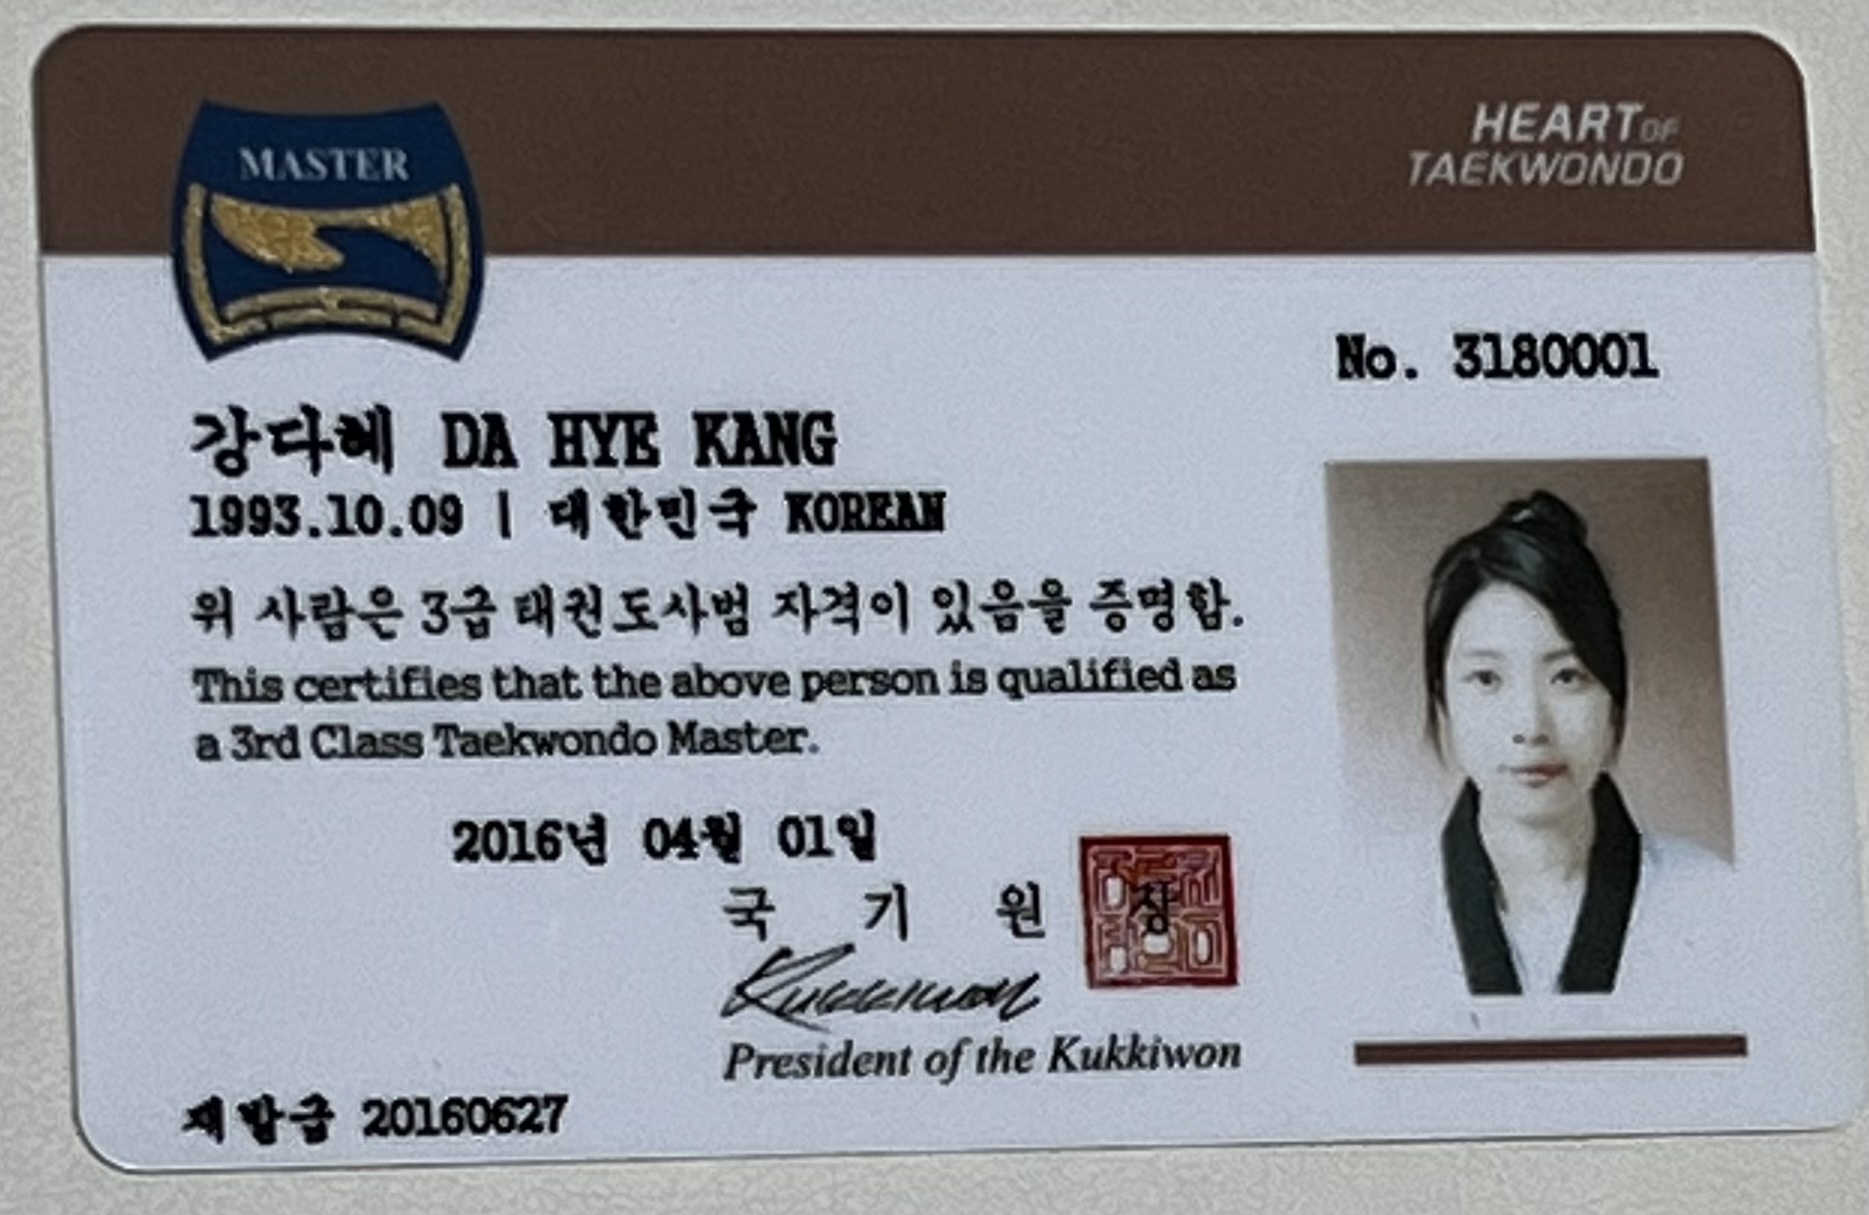 MASTER
HEART OF
TAEKWONDO
No. 3180001
강다혜 DA HYE KANG
1993.10.09 | 대한민국 KOREAN
위 사람은 3급 태권도사범 자격이 있음을 증명함.
This certifies that the above person is qualified as
a 3rd Class Taekwondo Master.
2016년 04월 01일
국 기 원 장
Kukkiwon
President of the Kukkiwon
재발급 20160627